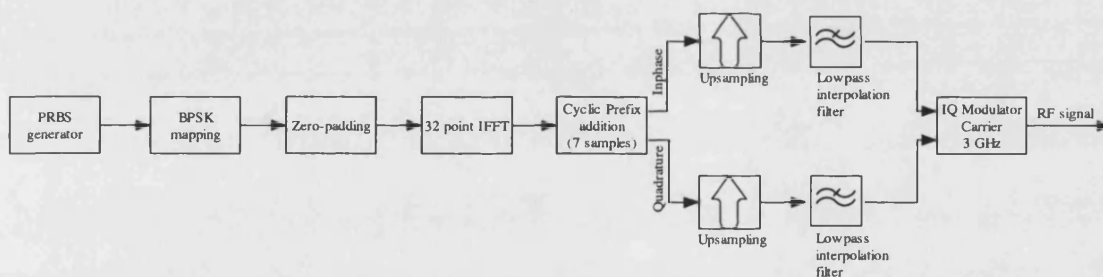 PRBS
generator
BPSK
mapping
Zero-padding
32 point IFFT
Cyclic Prefix
addition
(7 samples)
Inphase
Quadrature
Upsampling
Lowpass
interpolation
filter
Upsampling
Lowpass
interpolation
filter
IQ Modulator
Carrier
3 GHz
RF signal